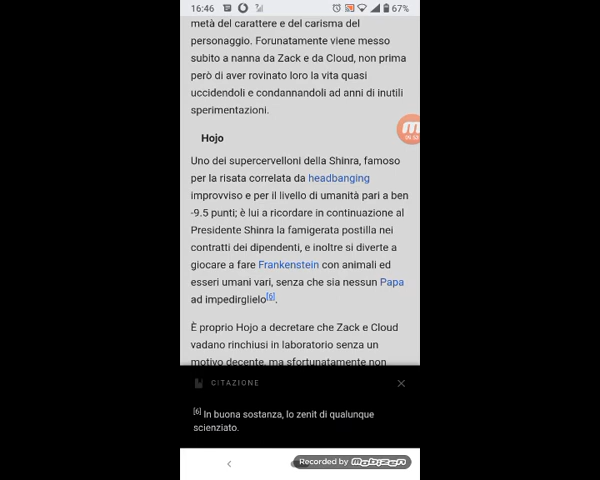 16:46
67%
metà del carattere e del carisma del
personaggio. Forunatamente viene messo
subito a nanna da Zack e da Cloud, non prima
però di aver rovinato loro la vita quasi
uccidendoli e condannandoli ad anni di inutili
sperimentazioni.
Hojo
Uno dei supercervelloni della Shinra, famoso
per la risata correlata da headbanging
improvviso e per il livello di umanità pari a ben
-9.5 punti; è lui a ricordare in continuazione al
Presidente Shinra la famigerata postilla nei
contratti dei dipendenti, e inoltre si diverte a
giocare a fare Frankenstein con animali ed
esseri umani vari, senza che sia nessun Papa
ad impedirglielo[6].
È proprio Hojo a decretare che Zack e Cloud
vadano rinchiusi in laboratorio senza un
motivo decente, ma sfortunatamente non
CITAZIONE
[6] In buona sostanza, lo zenit di qualunque
scienziato.
Recorded by mobizen